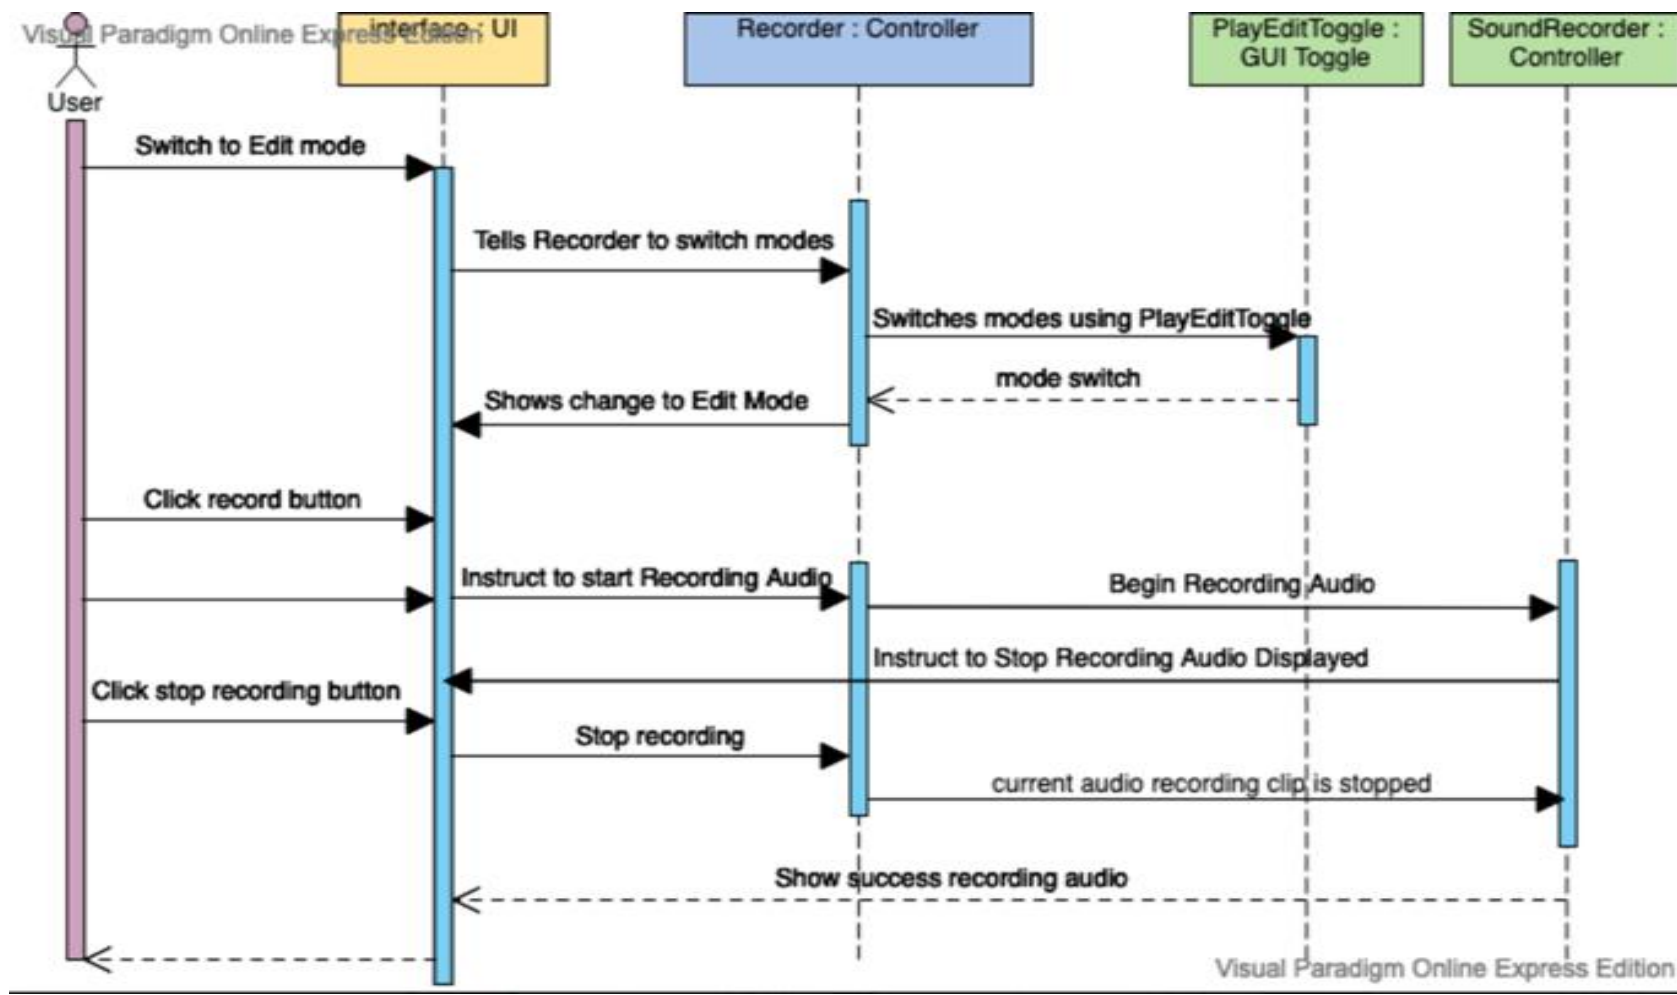 Visual Paradigm Online Express Edition
interface : UI
Recorder : Controller
PlayEditToggle :
GUI Toggle
SoundRecorder :
Controller
User
Switch to Edit mode
Tells Recorder to switch modes
Switches modes using PlayEditToggle
mode switch
Shows change to Edit Mode
Click record button
Instruct to start Recording Audio
Begin Recording Audio
Instruct to Stop Recording Audio Displayed
Click stop recording button
Stop recording
current audio recording clip is stopped
Show success recording audio
Visual Paradigm Online Express Edition